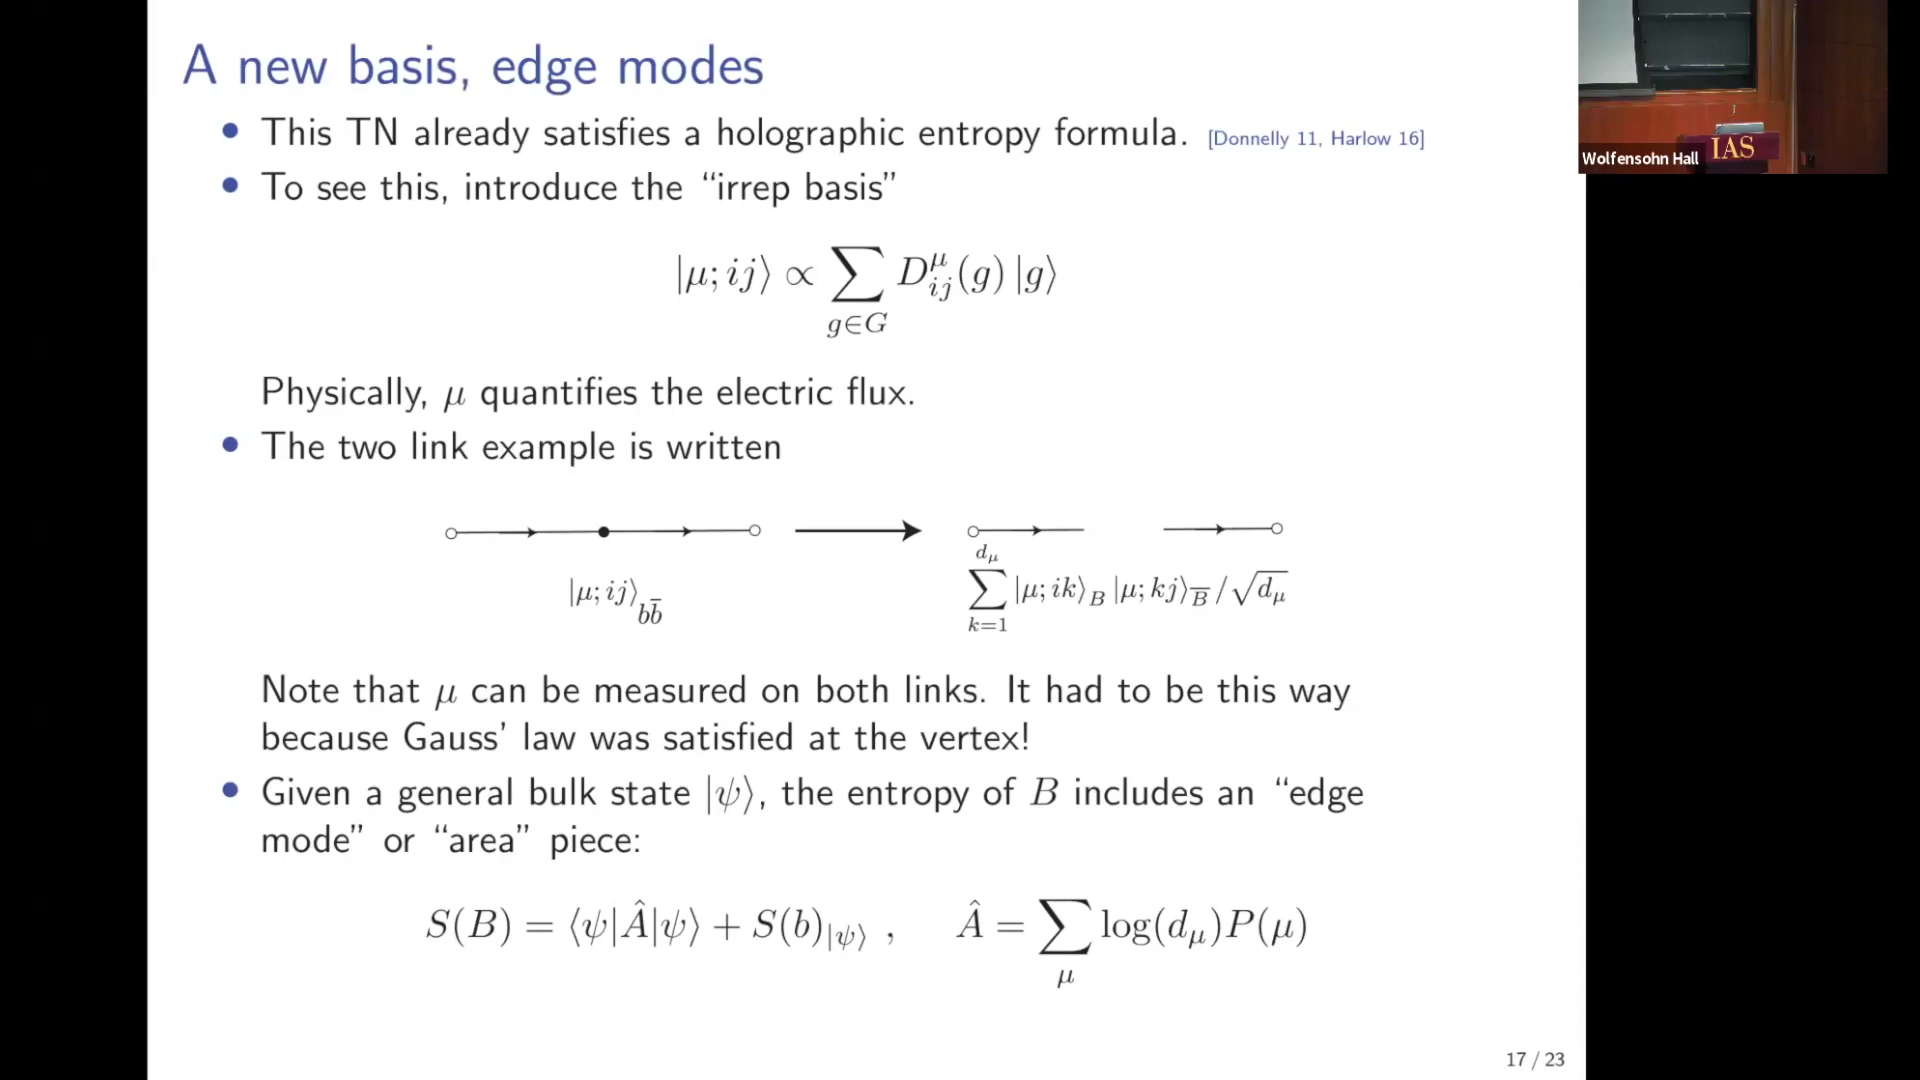 A new basis, edge modes
• This TN already satisfies a holographic entropy formula. [Donnelly 11, Harlow 16]
• To see this, introduce the “irrep basis”
|μ; ij⟩ ∝ ∑_{g∈G} D^μ_{ij}(g) |g⟩
Physically, μ quantifies the electric flux.
• The two link example is written
|μ; ij⟩_{b\bar{b}}
∑_{k=1}^{d_μ} |μ; ik⟩_B |μ; kj⟩_{\bar{B}} / √d_μ
Note that μ can be measured on both links. It had to be this way
because Gauss’ law was satisfied at the vertex!
• Given a general bulk state |ψ⟩, the entropy of B includes an “edge
mode” or “area” piece:
S(B) = ⟨ψ|Â|ψ⟩ + S(b)_{|ψ⟩} , Â = ∑_μ log(d_μ)P(μ)
17 / 23
Wolfensohn Hall
IAS